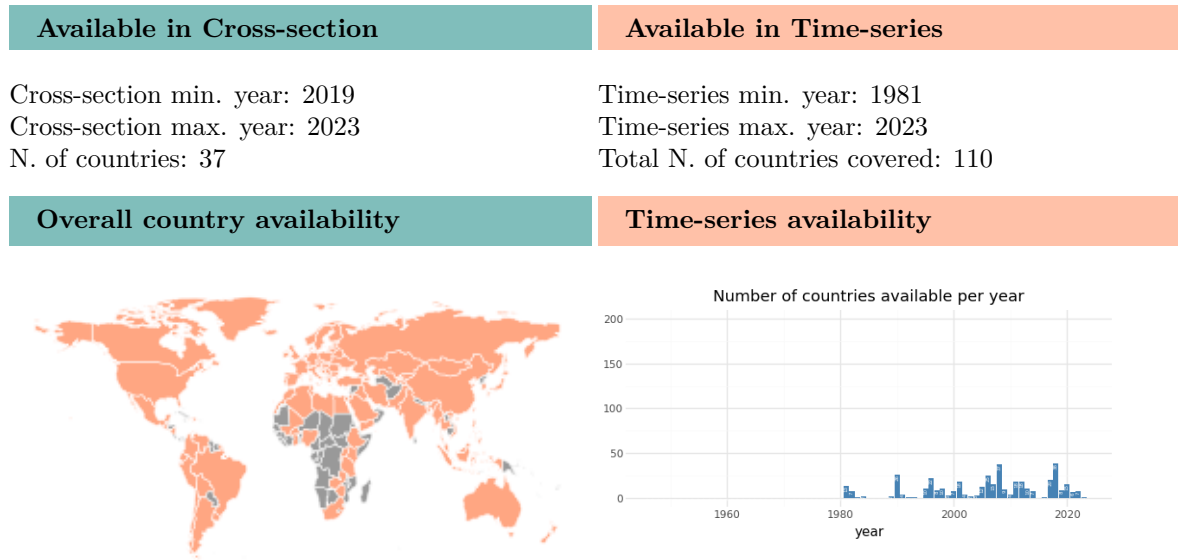 Available in Cross-section
Available in Time-series
Cross-section min. year: 2019
Cross-section max. year: 2023
N. of countries: 37
Time-series min. year: 1981
Time-series max. year: 2023
Total N. of countries covered: 110
Overall country availability
Time-series availability
Number of countries available per year
200
150
100
50
0
1960
1980
2000
2020
year